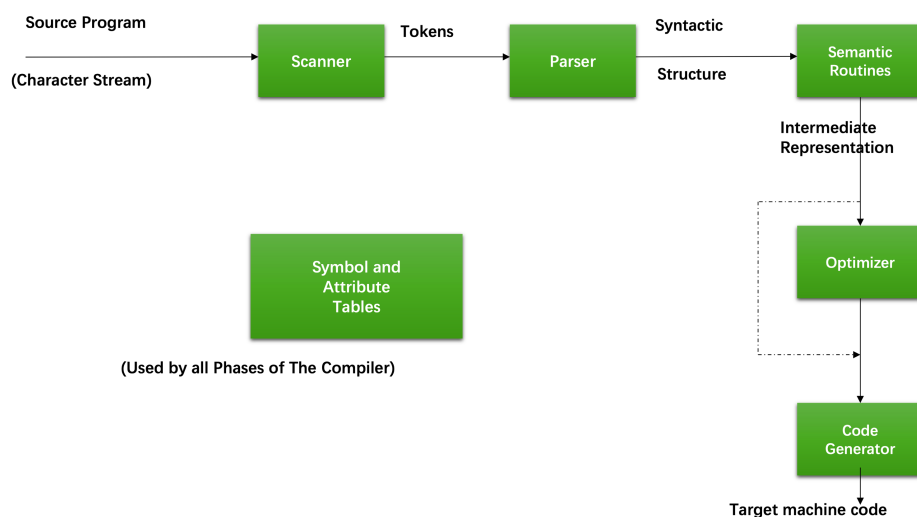 Source Program
(Character Stream)
Scanner
Tokens
Parser
Syntactic
Structure
Semantic
Routines
Intermediate
Representation
Optimizer
Symbol and
Attribute
Tables
(Used by all Phases of The Compiler)
Code
Generator
Target machine code